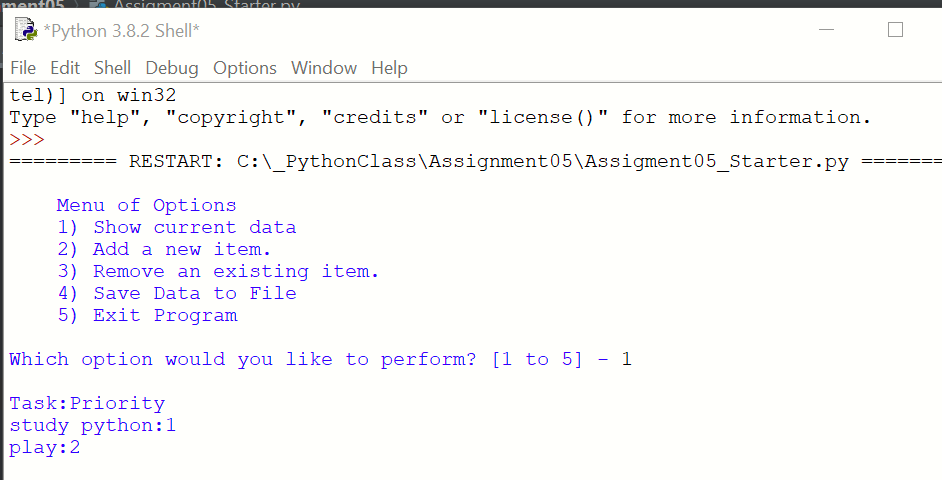 Assigment05_Starter.py
*Python 3.8.2 Shell*
File Edit Shell Debug Options Window Help
tel)] on win32
Type "help", "copyright", "credits" or "license()" for more information.
>>>
========= RESTART: C:\_PythonClass\Assignment05\Assigment05_Starter.py =======
Menu of Options
1) Show current data
2) Add a new item.
3) Remove an existing item.
4) Save Data to File
5) Exit Program
Which option would you like to perform? [1 to 5] - 1
Task:Priority
study python:1
play:2